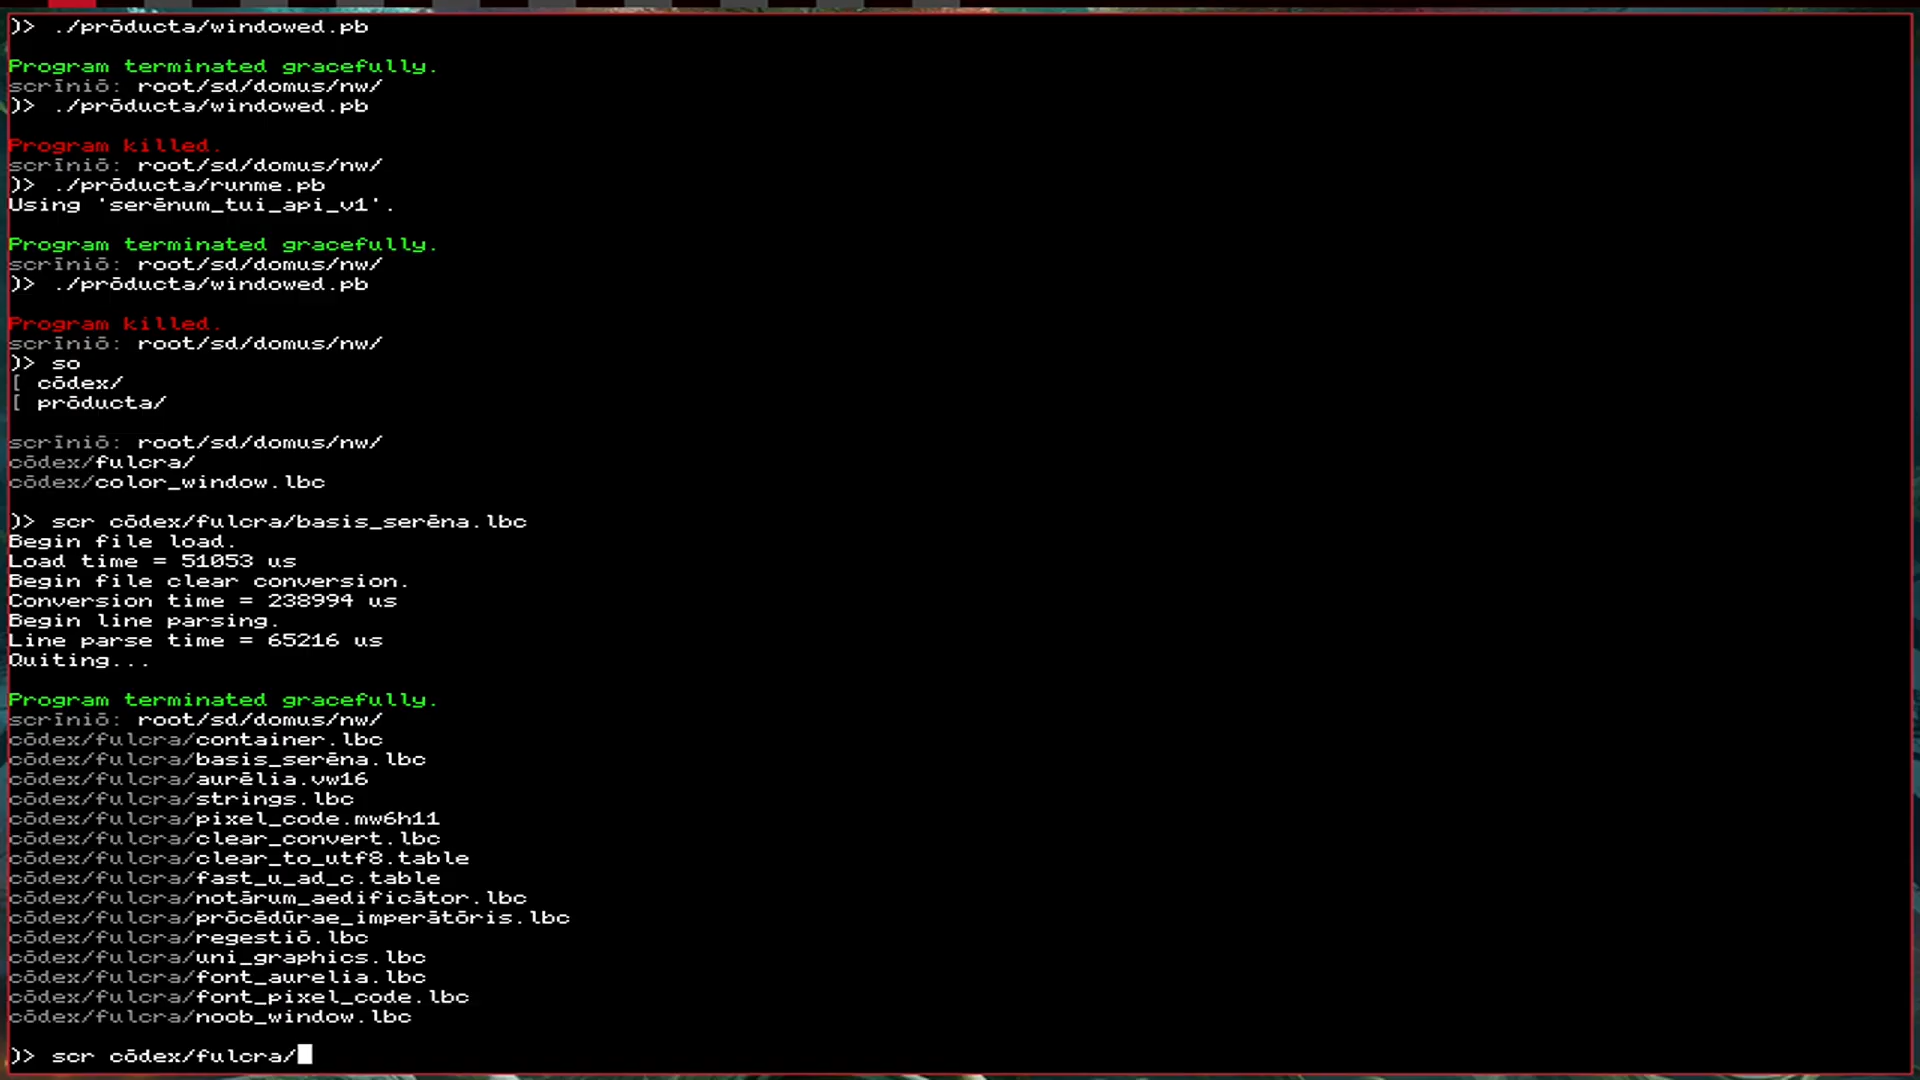 )> ./prōducta/windowed.pb
Program terminated gracefully.
scrīniō: root/sd/domus/nw/
)> ./prōducta/windowed.pb
Program killed.
scrīniō: root/sd/domus/nw/
)> ./prōducta/runme.pb
Using 'serēnum_tui_api_v1'.
Program terminated gracefully.
scrīniō: root/sd/domus/nw/
)> ./prōducta/windowed.pb
Program killed.
scrīniō: root/sd/domus/nw/
)> so
[ cōdex/
[ prōducta/
scrīniō: root/sd/domus/nw/
cōdex/fulcra/
cōdex/color_window.lbc
)> scr cōdex/fulcra/basis_serēna.lbc
Begin file load.
Load time = 51053 us
Begin file clear conversion.
Conversion time = 238994 us
Begin line parsing.
Line parse time = 65216 us
Quiting...
Program terminated gracefully.
scrīniō: root/sd/domus/nw/
cōdex/fulcra/container.lbc
cōdex/fulcra/basis_serēna.lbc
cōdex/fulcra/aurēlia.vw16
cōdex/fulcra/strings.lbc
cōdex/fulcra/pixel_code.mw6h11
cōdex/fulcra/clear_convert.lbc
cōdex/fulcra/clear_to_utf8.table
cōdex/fulcra/fast_u_ad_c.table
cōdex/fulcra/notārum_aedificātor.lbc
cōdex/fulcra/prōcēdūrae_imperātōris.lbc
cōdex/fulcra/regestiō.lbc
cōdex/fulcra/uni_graphics.lbc
cōdex/fulcra/font_aurelia.lbc
cōdex/fulcra/font_pixel_code.lbc
cōdex/fulcra/noob_window.lbc
)> scr cōdex/fulcra/